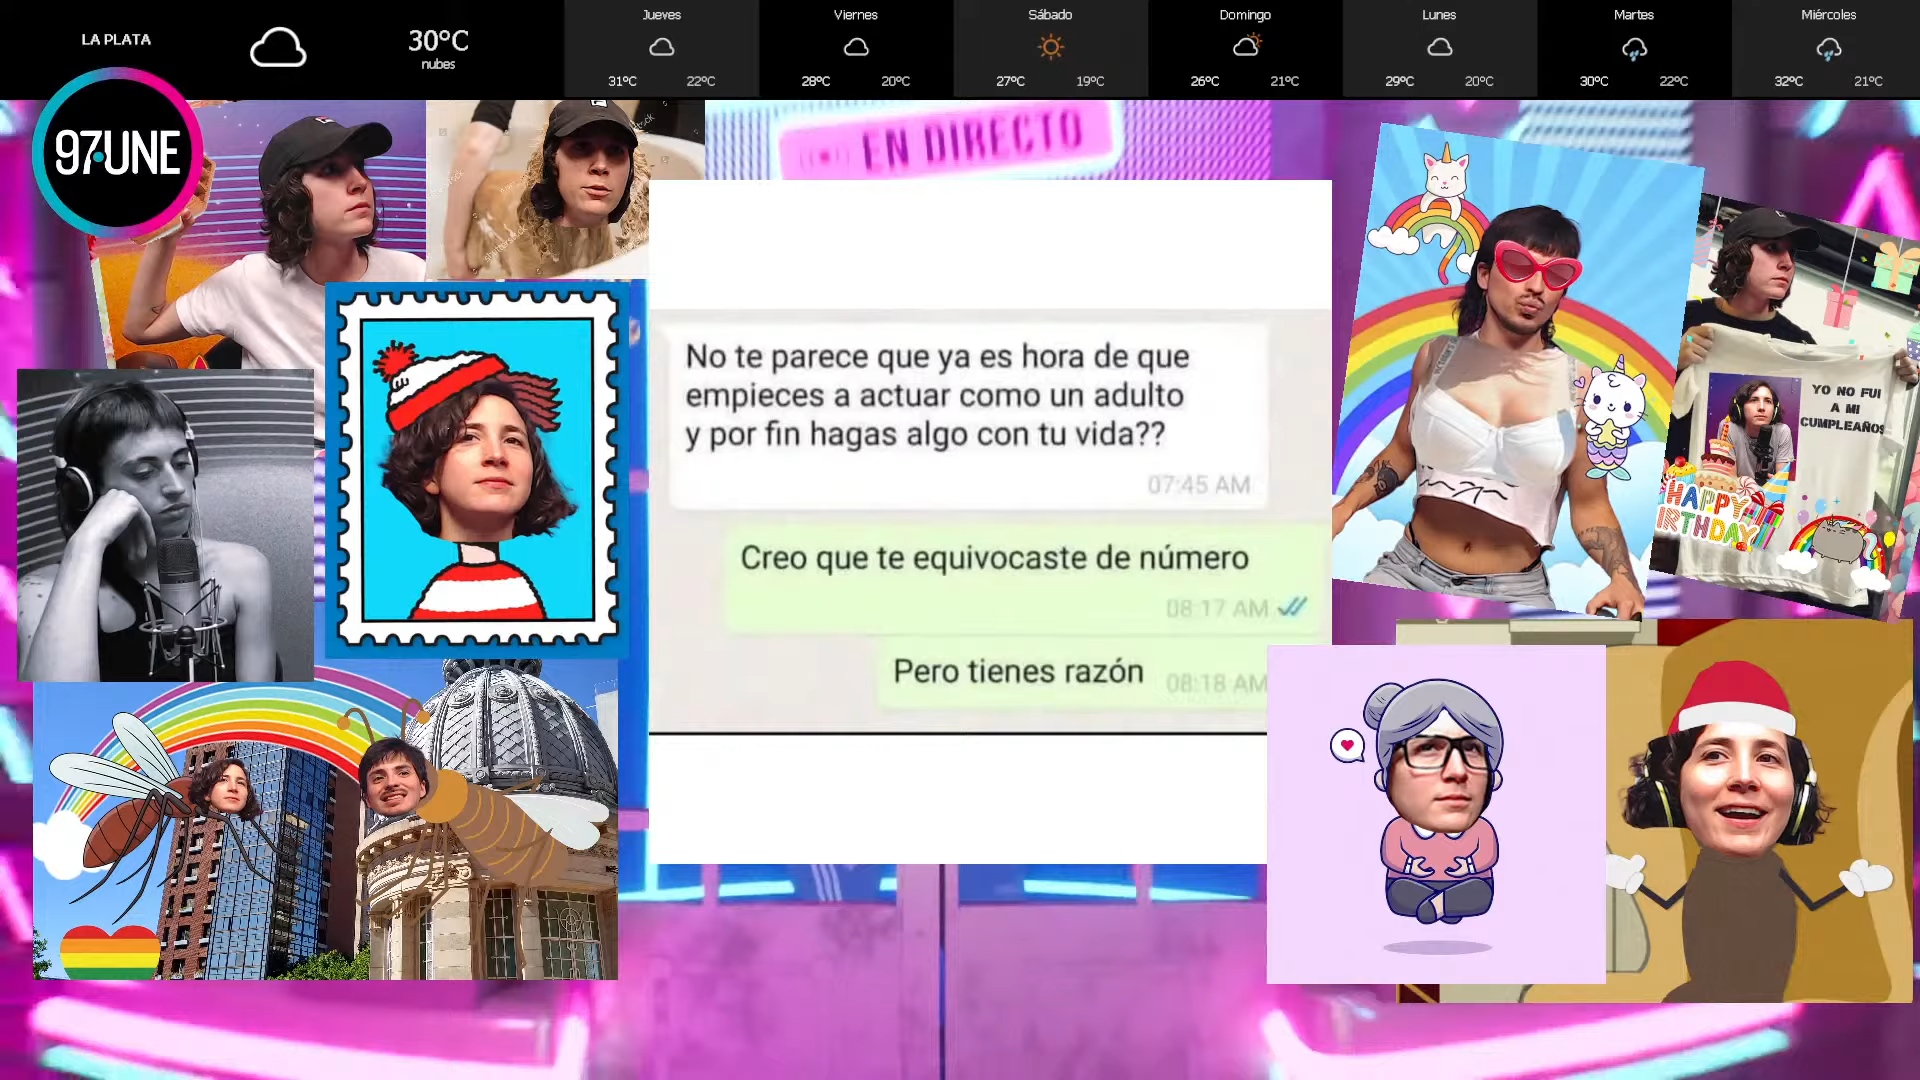 LA PLATA
30°C
nubes
Jueves
31°C 22°C
Viernes
28°C 20°C
Sábado
27°C 19°C
Domingo
26°C 21°C
Lunes
29°C 20°C
Martes
30°C 22°C
Miércoles
32°C 21°C
97.UNE
EN DIRECTO
No te parece que ya es hora de que
empieces a actuar como un adulto
y por fin hagas algo con tu vida??
07:45 AM
Creo que te equivocaste de número
08:17 AM
Pero tienes razón
08:18 AM
YO NO FUI
A MI
CUMPLEAÑOS
HAPPY
BIRTHDAY